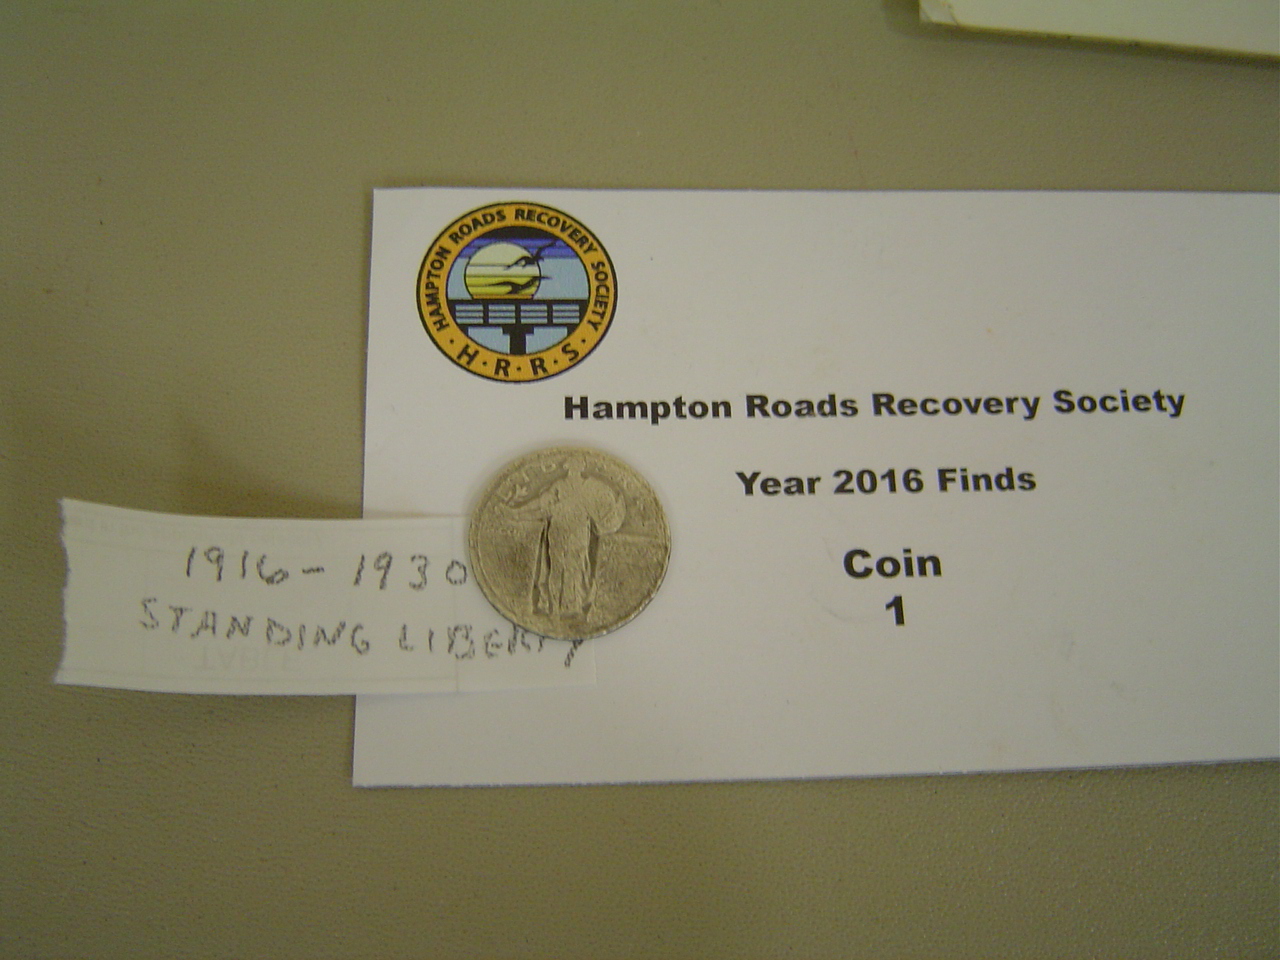 HAMPTON ROADS RECOVERY SOCIETY
· H · R · R · S ·
Hampton Roads Recovery Society
Year 2016 Finds
Coin
1
1916 - 1930
STANDING LIBERTY